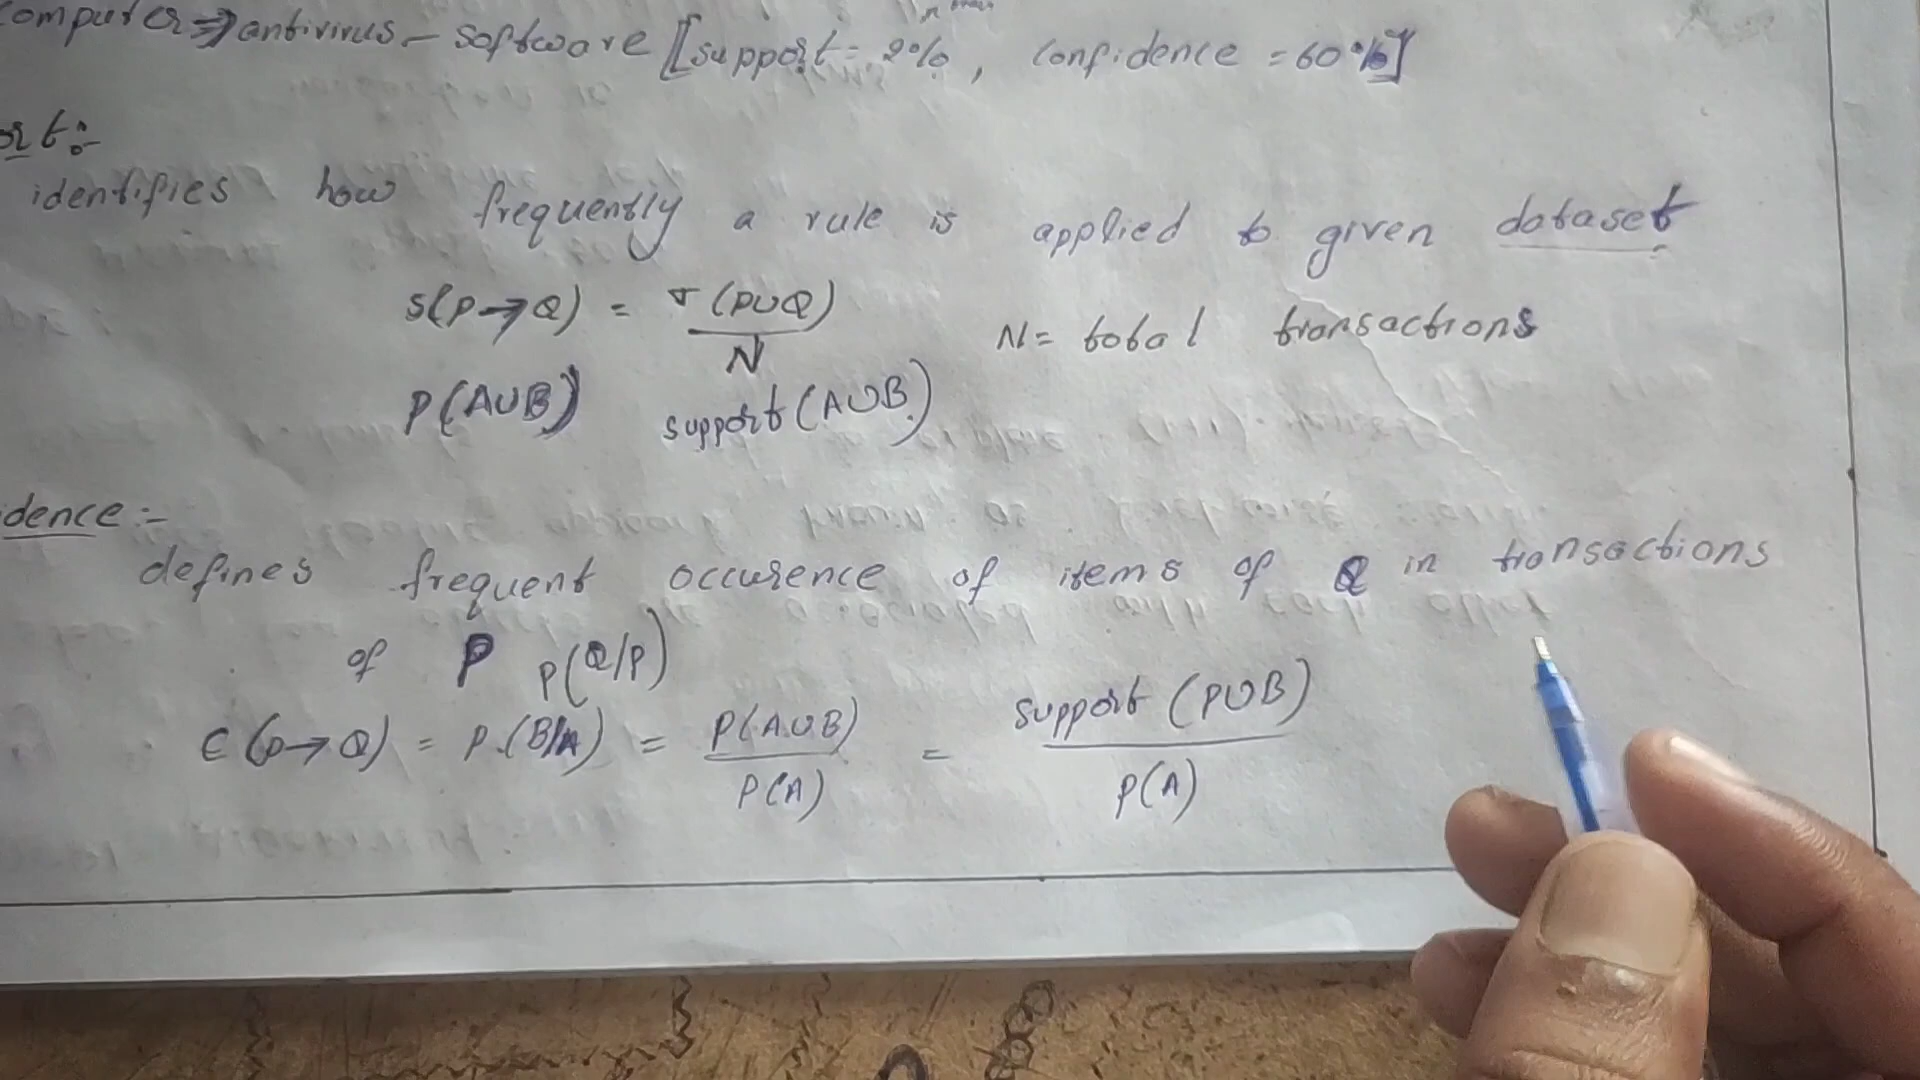 computer⇒antivirus - software [support = 2%, confidence = 60%]
ort:-
identifies how frequently a rule is applied to given dataset.
S(P→Q) = σ(P∪Q) / N N = total transactions
P(A∪B) support(A∪B)
dence:-
defines frequent occurence of items of Q in transactions
of P P(Q/P)
C(P→Q) = P(B/A) = P(A∪B) / P(A) = support(P∪B) / P(A)